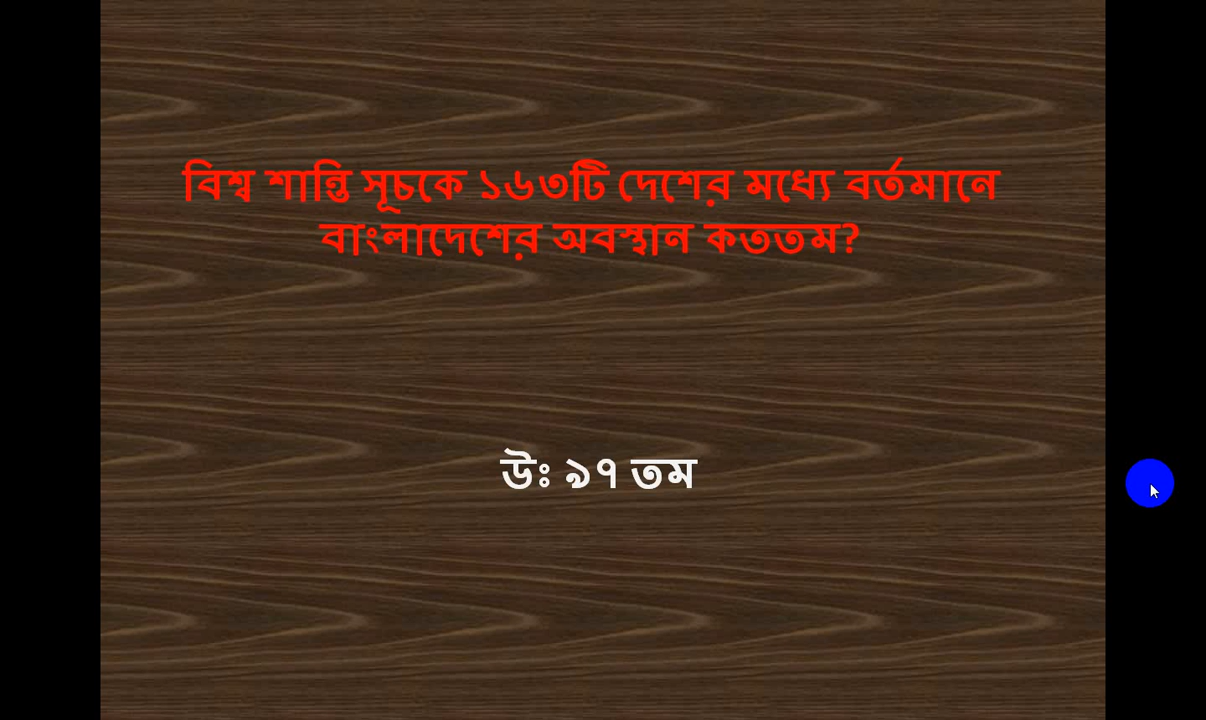 বিশ্ব শান্তি সূচকে ১৬৩টি দেশের মধ্যে বর্তমানে
বাংলাদেশের অবস্থান কততম?
উঃ ৯৭ তম